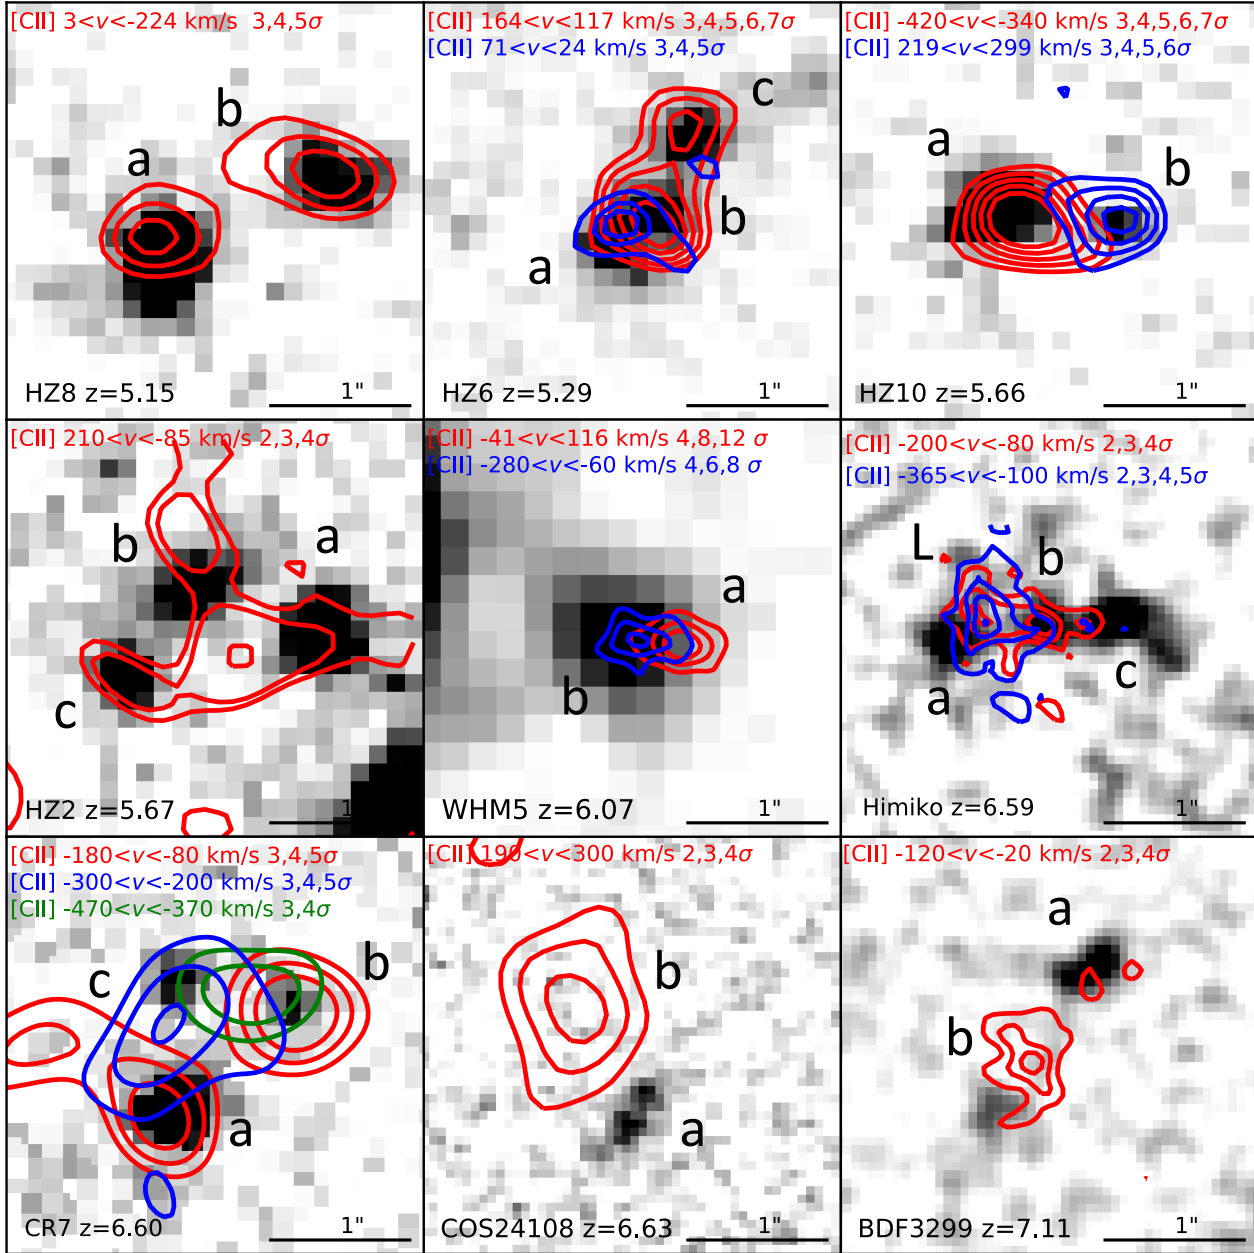 [CII] 3<v<-224 km/s 3,4,5σ
b
a
HZ8 z=5.15
1"
[CII] 164<v<117 km/s 3,4,5,6,7σ
[CII] 71<v<24 km/s 3,4,5σ
c
b
a
HZ6 z=5.29
1"
[CII] -420<v<-340 km/s 3,4,5,6,7σ
[CII] 219<v<299 km/s 3,4,5,6σ
a
b
HZ10 z=5.66
1"
[CII] 210<v<-85 km/s 2,3,4σ
b
a
c
HZ2 z=5.67
1"
[CII] -41<v<116 km/s 4,8,12 σ
[CII] -280<v<-60 km/s 4,6,8 σ
a
b
WHM5 z=6.07
1"
[CII] -200<v<-80 km/s 2,3,4σ
[CII] -365<v<-100 km/s 2,3,4,5σ
L
b
a
c
Himiko z=6.59
1"
[CII] -180<v<-80 km/s 3,4,5σ
[CII] -300<v<-200 km/s 3,4,5σ
[CII] -470<v<-370 km/s 3,4σ
b
c
a
CR7 z=6.60
1"
[CII] 190<v<300 km/s 2,3,4σ
b
a
COS24108 z=6.63
1"
[CII] -120<v<-20 km/s 2,3,4σ
a
b
BDF3299 z=7.11
1"